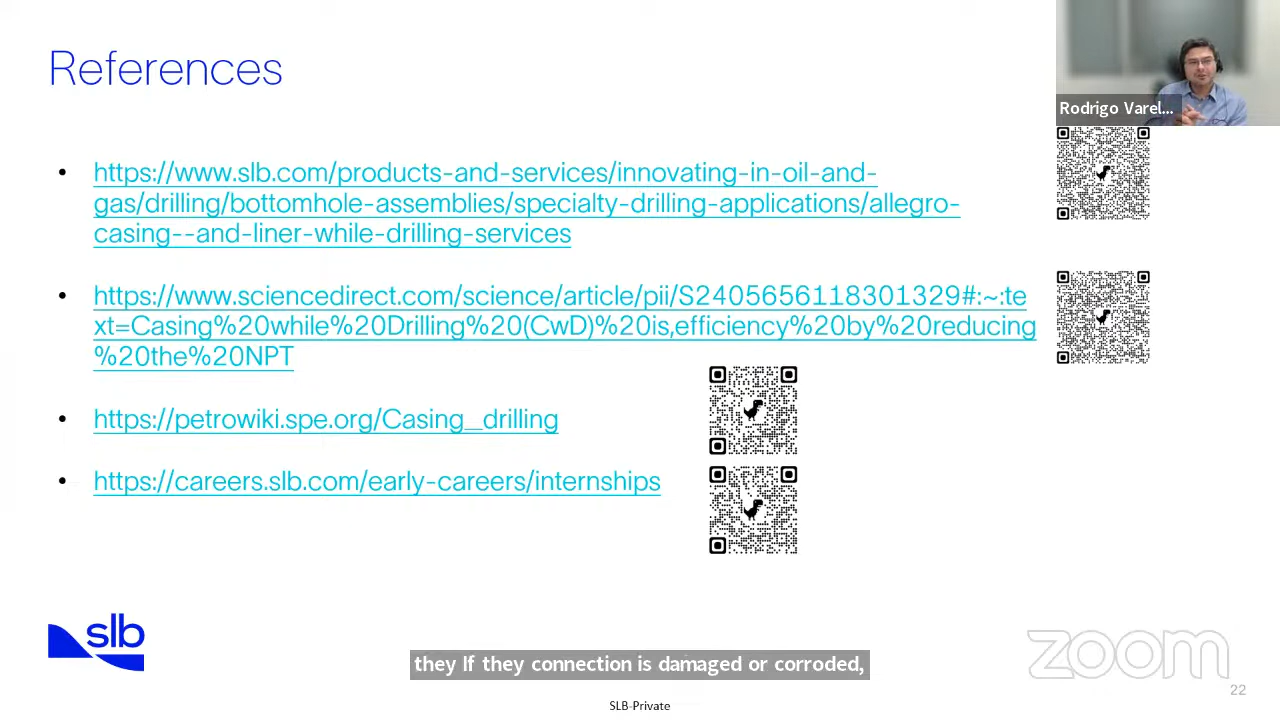 References
Rodrigo Varel...
• https://www.slb.com/products-and-services/innovating-in-oil-and-
gas/drilling/bottomhole-assemblies/specialty-drilling-applications/allegro-
casing--and-liner-while-drilling-services
• https://www.sciencedirect.com/science/article/pii/S2405656118301329#:~:te
xt=Casing%20while%20Drilling%20(CwD)%20is,efficiency%20by%20reducing
%20the%20NPT
• https://petrowiki.spe.org/Casing_drilling
• https://careers.slb.com/early-careers/internships
slb
they If they connection is damaged or corroded,
zoom
22
SLB-Private